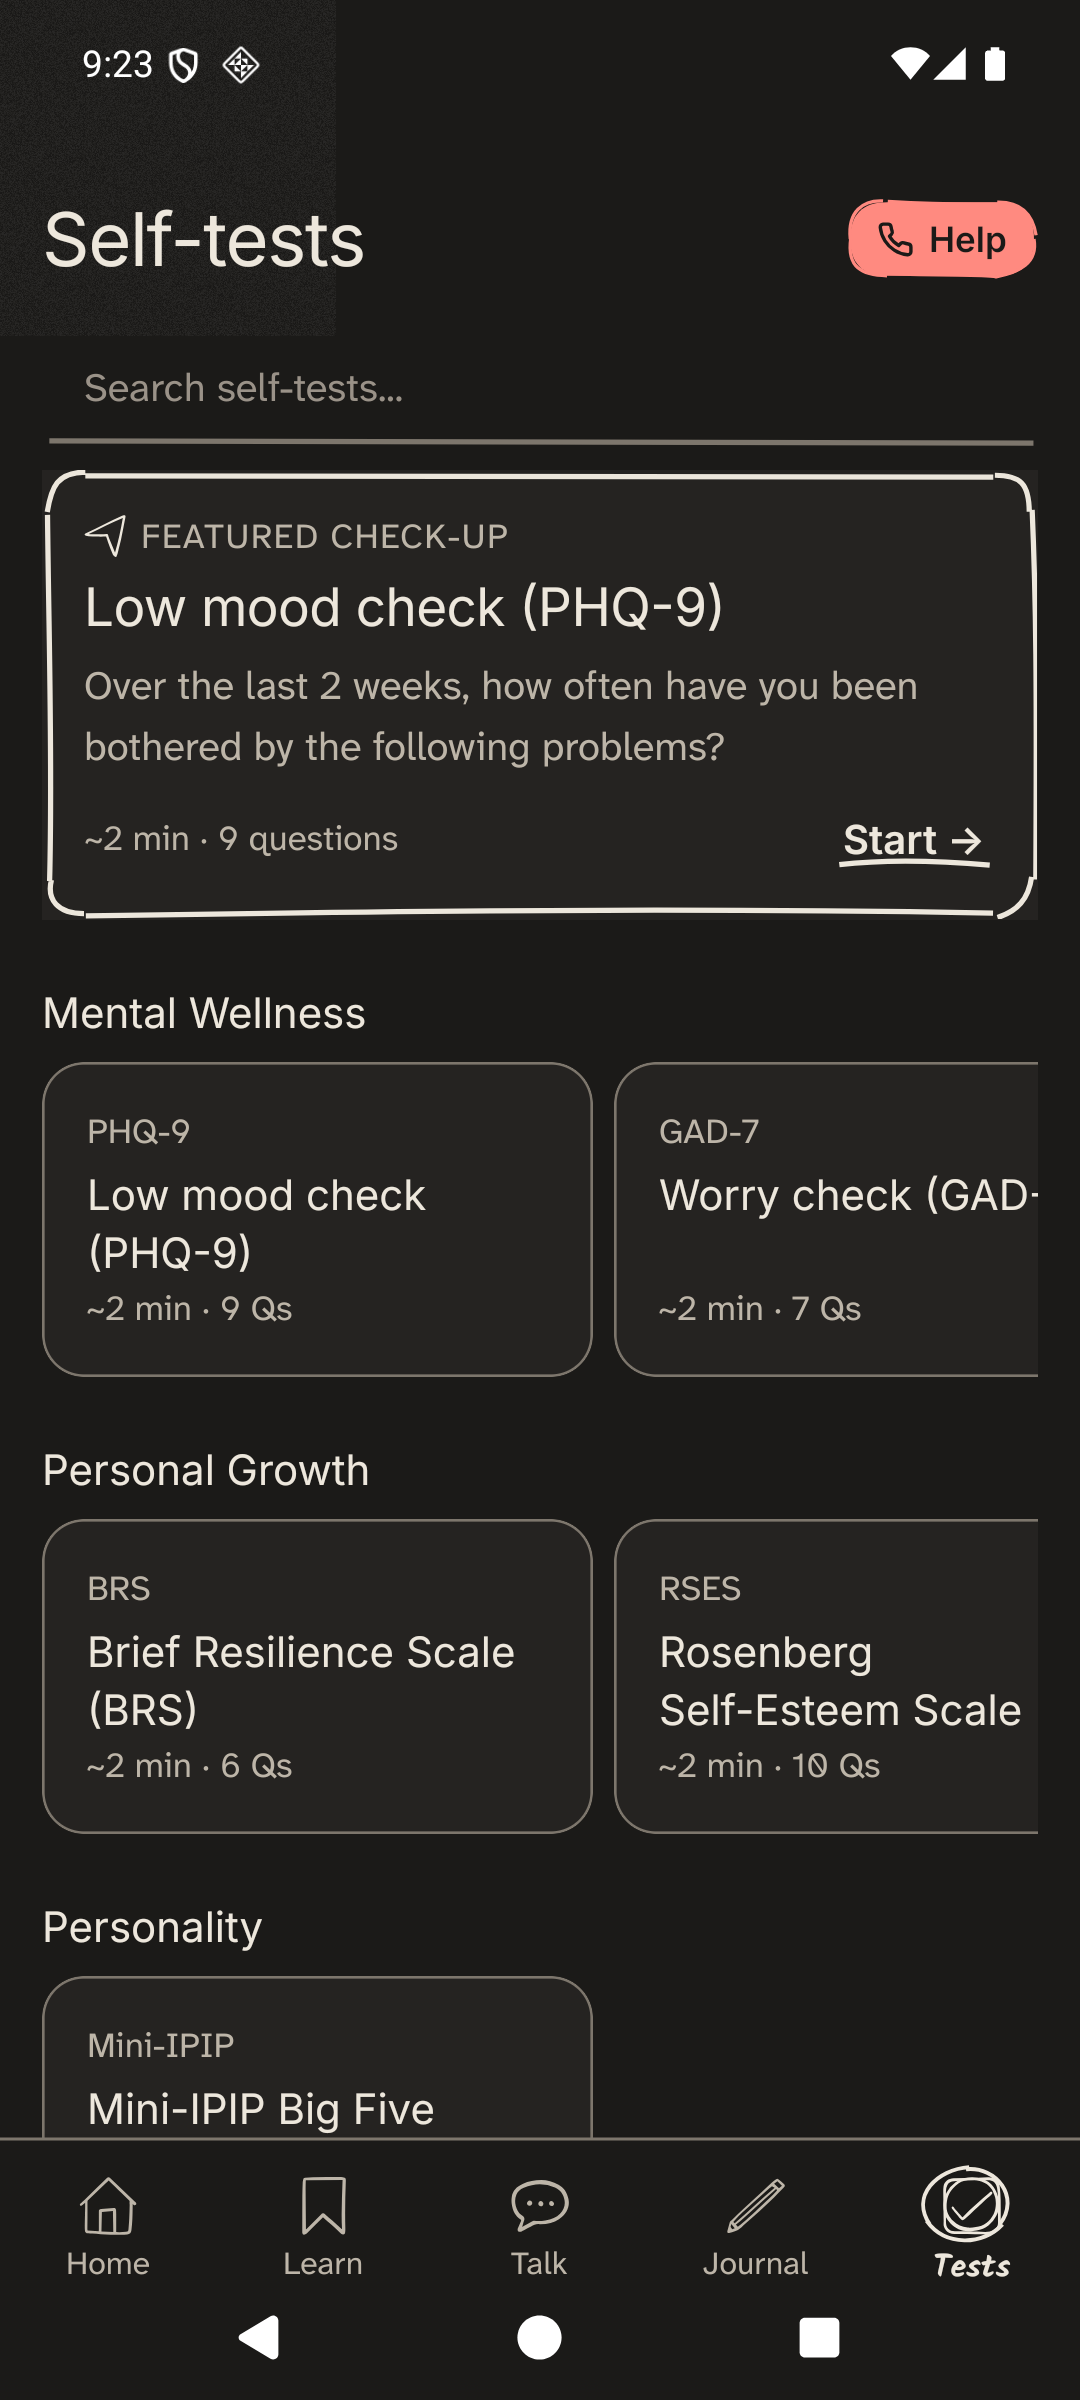 9:23
Self-tests
Help
Search self-tests...
FEATURED CHECK-UP
Low mood check (PHQ-9)
Over the last 2 weeks, how often have you been
bothered by the following problems?
~2 min · 9 questions
Start →
Mental Wellness
PHQ-9
Low mood check
(PHQ-9)
~2 min · 9 Qs
GAD-7
Worry check (GAD-
~2 min · 7 Qs
Personal Growth
BRS
Brief Resilience Scale
(BRS)
~2 min · 6 Qs
RSES
Rosenberg
Self-Esteem Scale
~2 min · 10 Qs
Personality
Mini-IPIP
Mini-IPIP Big Five
Home
Learn
Talk
Journal
Tests